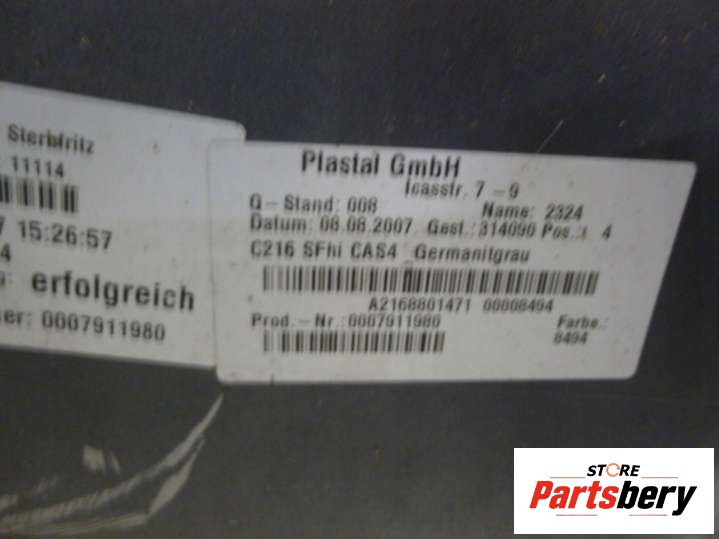 Sterbfritz
11114
7 15:26:57
4
erfolgreich
ser: 0007911980
Plastal GmbH
Icasstr. 7-9
Q-Stand: 008 Name: 2324
Datum: 08.08.2007 Gest.: 314090 Pos.: 4
C216 SFhi CAS4 Germanitgrau
A2168801471 00008494
Prod.-Nr.:0007911980 Farbe.:
8494
STORE
Partsbery